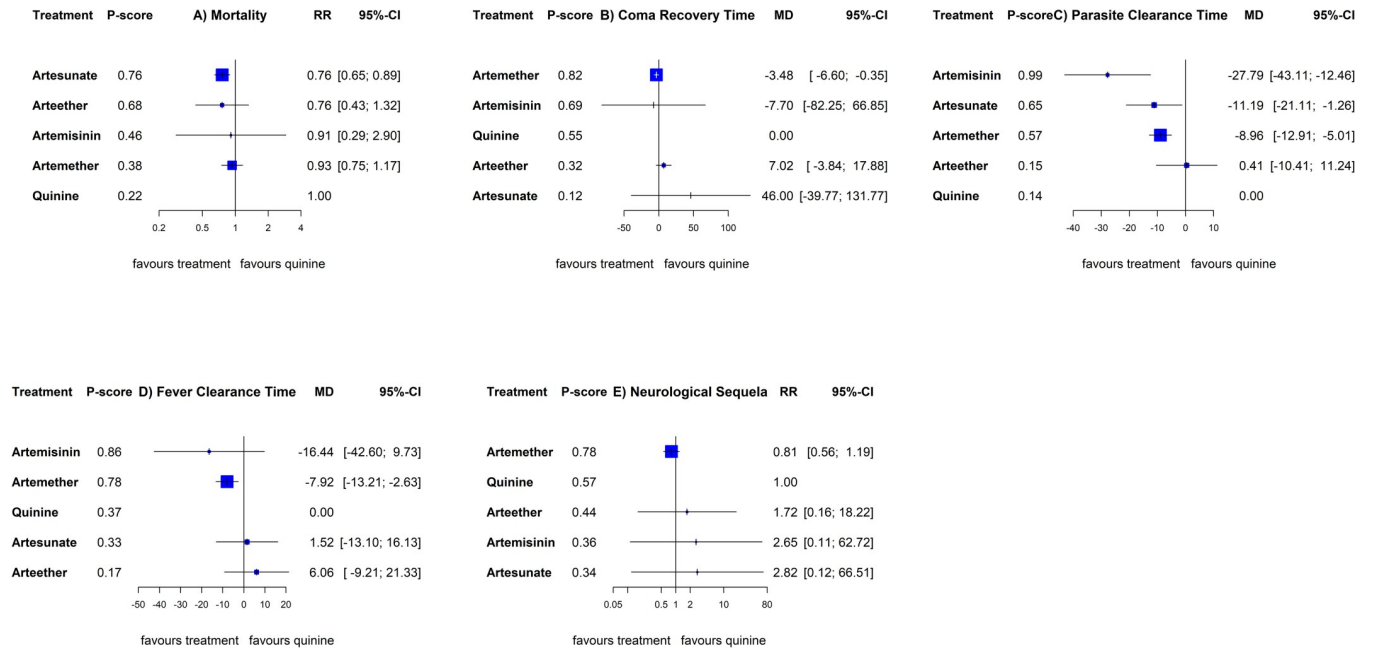 Treatment P-score A) Mortality RR 95%-CI
Artesunate 0.76 0.76 [0.65; 0.89]
Arteether 0.68 0.76 [0.43; 1.32]
Artemisinin 0.46 0.91 [0.29; 2.90]
Artemether 0.38 0.93 [0.75; 1.17]
Quinine 0.22 1.00
0.2 0.5 1 2 4
favours treatment favours quinine
Treatment P-score B) Coma Recovery Time MD 95%-CI
Artemether 0.82 -3.48 [ -6.60; -0.35]
Artemisinin 0.69 -7.70 [-82.25; 66.85]
Quinine 0.55 0.00
Arteether 0.32 7.02 [ -3.84; 17.88]
Artesunate 0.12 46.00 [-39.77; 131.77]
-50 0 50 100
favours treatment favours quinine
Treatment P-score C) Parasite Clearance Time MD 95%-CI
Artemisinin 0.99 -27.79 [-43.11; -12.46]
Artesunate 0.65 -11.19 [-21.11; -1.26]
Artemether 0.57 -8.96 [-12.91; -5.01]
Arteether 0.15 0.41 [-10.41; 11.24]
Quinine 0.14 0.00
-40 -30 -20 -10 0 10
favours treatment favours quinine
Treatment P-score D) Fever Clearance Time MD 95%-CI
Artemisinin 0.86 -16.44 [-42.60; 9.73]
Artemether 0.78 -7.92 [-13.21; -2.63]
Quinine 0.37 0.00
Artesunate 0.33 1.52 [-13.10; 16.13]
Arteether 0.17 6.06 [ -9.21; 21.33]
-50 -40 -30 -20 -10 0 10 20
favours treatment favours quinine
Treatment P-score E) Neurological Sequela RR 95%-CI
Artemether 0.78 0.81 [0.56; 1.19]
Quinine 0.57 1.00
Arteether 0.44 1.72 [0.16; 18.22]
Artemisinin 0.36 2.65 [0.11; 62.72]
Artesunate 0.34 2.82 [0.12; 66.51]
0.05 0.5 1 2 10 80
favours treatment favours quinine